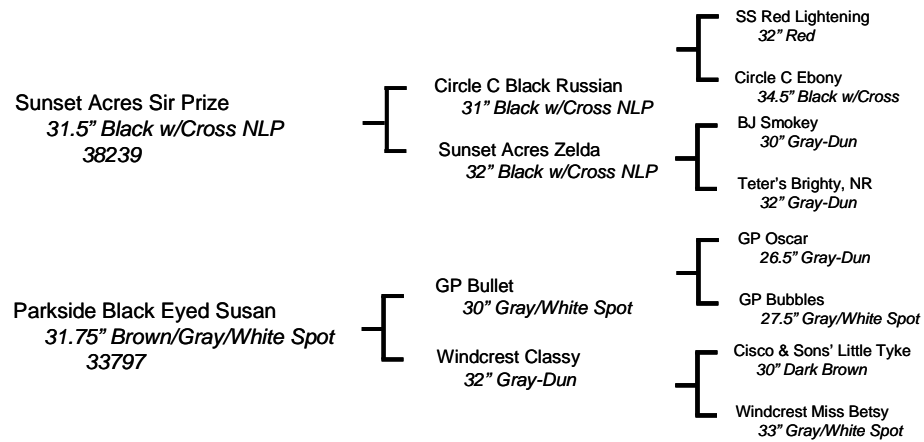 Sunset Acres Sir Prize
31.5” Black w/Cross NLP
38239
Circle C Black Russian
31” Black w/Cross NLP
SS Red Lightening
32” Red
Circle C Ebony
34.5” Black w/Cross
Sunset Acres Zelda
32” Black w/Cross NLP
BJ Smokey
30” Gray-Dun
Teter’s Brighty, NR
32” Gray-Dun
Parkside Black Eyed Susan
31.75” Brown/Gray/White Spot
33797
GP Bullet
30” Gray/White Spot
GP Oscar
26.5” Gray-Dun
GP Bubbles
27.5” Gray/White Spot
Windcrest Classy
32” Gray-Dun
Cisco & Sons’ Little Tyke
30” Dark Brown
Windcrest Miss Betsy
33” Gray/White Spot